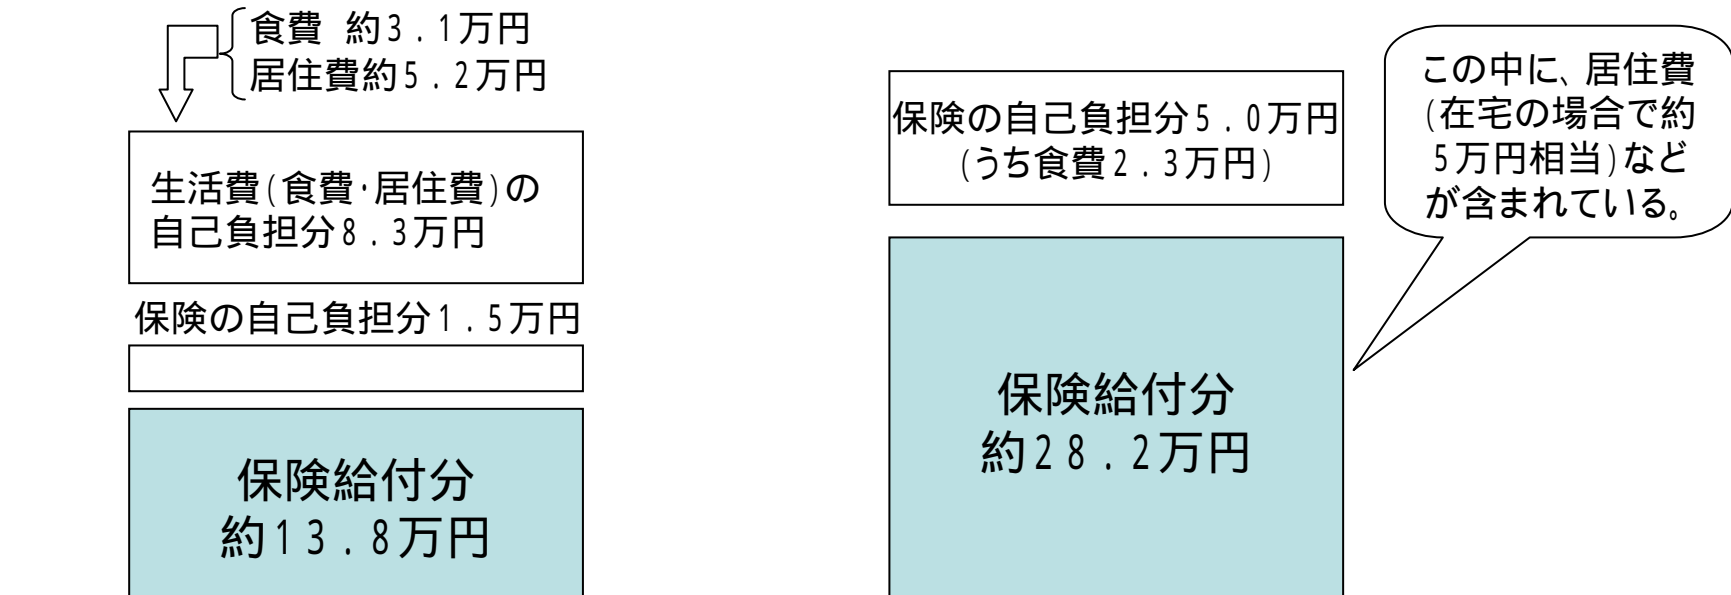 食費 約3.1万円
居住費約5.2万円
生活費(食費・居住費)の
自己負担分8.3万円
保険の自己負担分1.5万円
保険給付分
約13.8万円
保険の自己負担分5.0万円
(うち食費2.3万円)
保険給付分
約28.2万円
この中に、居住費
(在宅の場合で約
5万円相当)など
が含まれている。